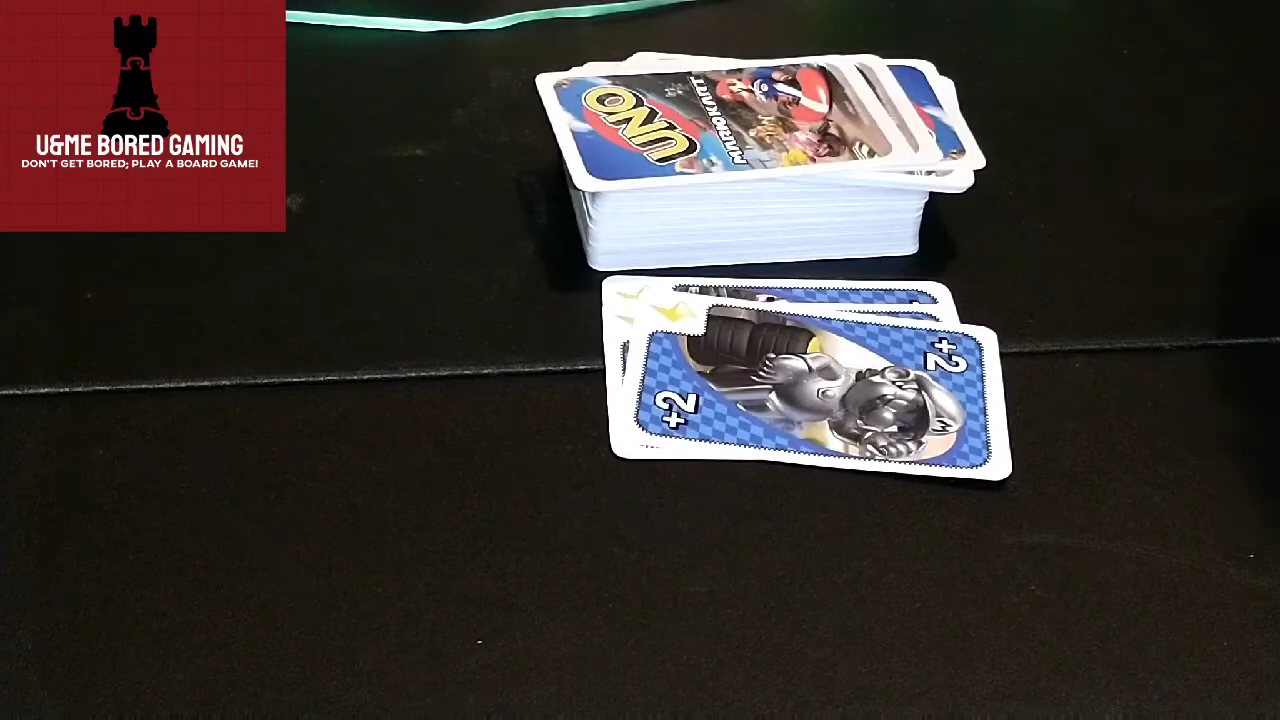 U&ME BORED GAMING
DON'T GET BORED; PLAY A BOARD GAME!
UNO
MARIOKART
+2
+2